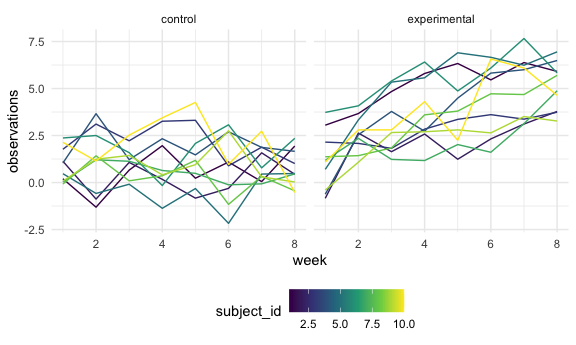 control experimental
7.5
5.0
2.5
0.0
-2.5
observations
2 4 6 8 2 4 6 8
week
subject_id
2.5 5.0 7.5 10.0